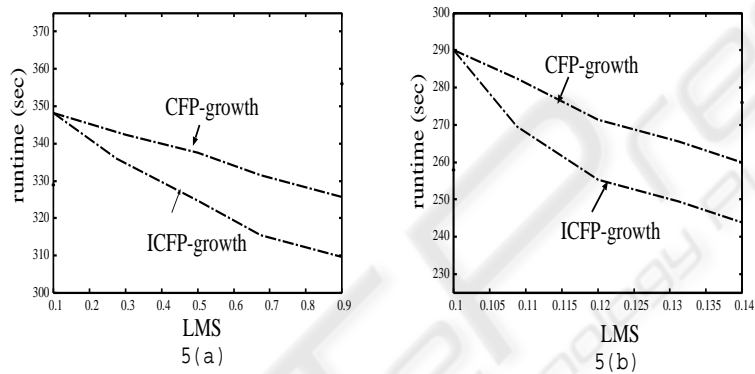 370
360
350
340
330
320
310
300
runtime (sec)
CFP-growth
ICFP-growth
0.1 0.2 0.3 0.4 0.5 0.6 0.7 0.8 0.9
LMS
5(a)
290
280
270
260
250
240
230
runtime (sec)
CFP-growth
ICFP-growth
0.1 0.105 0.11 0.115 0.12 0.125 0.13 0.135 0.14
LMS
5(b)